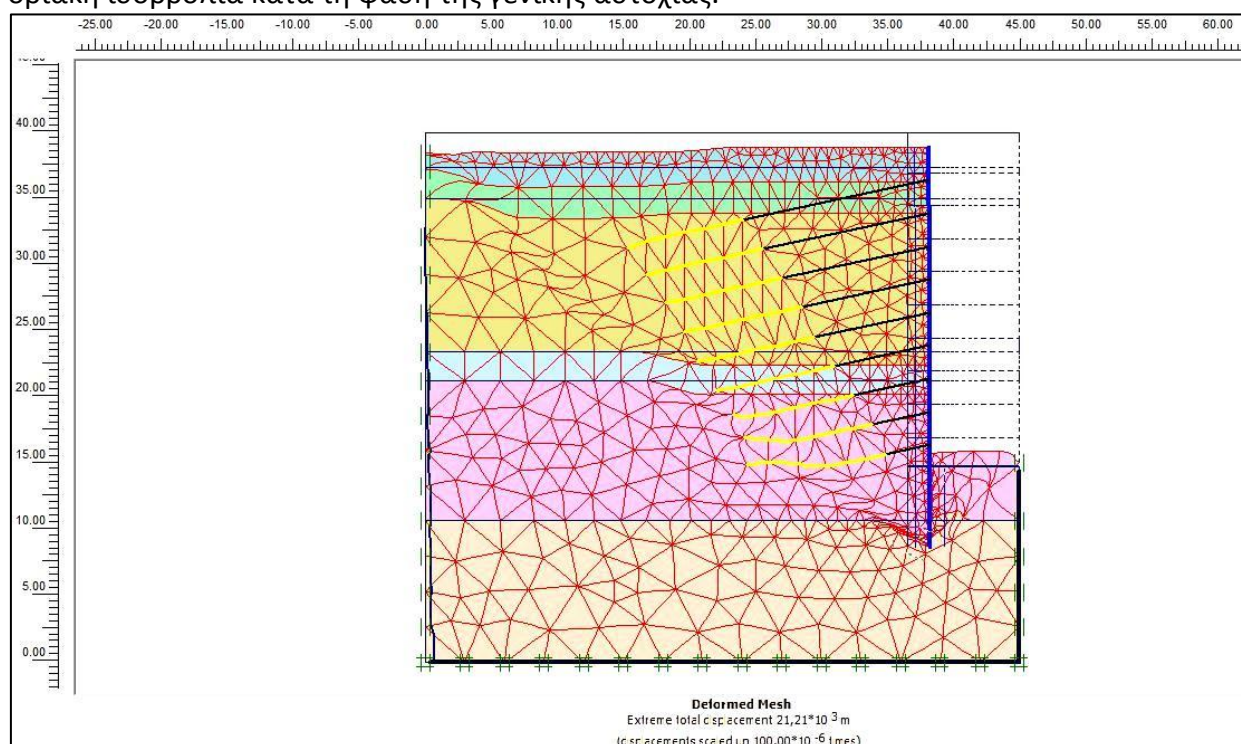 οριακή ισορροπία κατά τη φάση της γενικής αστοχίας.
-25.00 -20.00 -15.00 -10.00 -5.00 0.00 5.00 10.00 15.00 20.00 25.00 30.00 35.00 40.00 45.00 50.00 55.00 60.00
40.00
35.00
30.00
25.00
20.00
15.00
10.00
5.00
0.00
Deformed Mesh
Extreme total displacement 21,21*10 3 m
(displacements scaled up 100,00*10 -6 times)